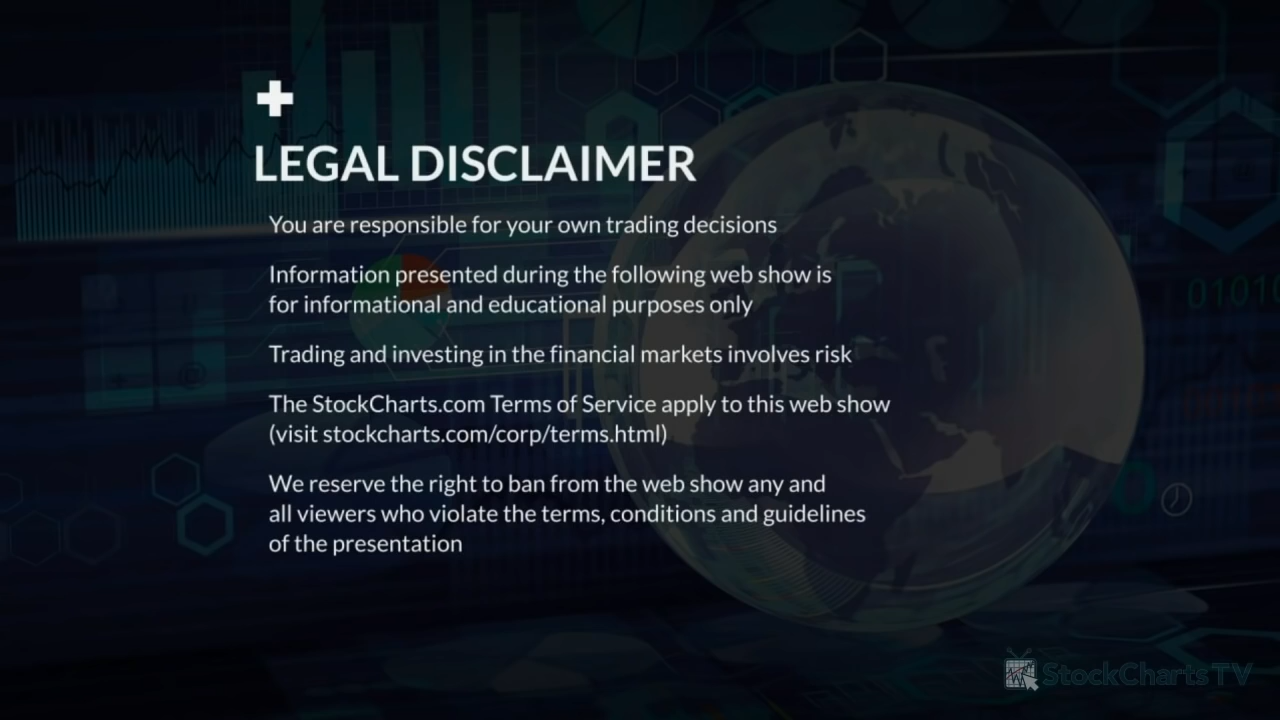 LEGAL DISCLAIMER
You are responsible for your own trading decisions
Information presented during the following web show is
for informational and educational purposes only
Trading and investing in the financial markets involves risk
The StockCharts.com Terms of Service apply to this web show
(visit stockcharts.com/corp/terms.html)
We reserve the right to ban from the web show any and
all viewers who violate the terms, conditions and guidelines
of the presentation
0101
0
StockChartsTV